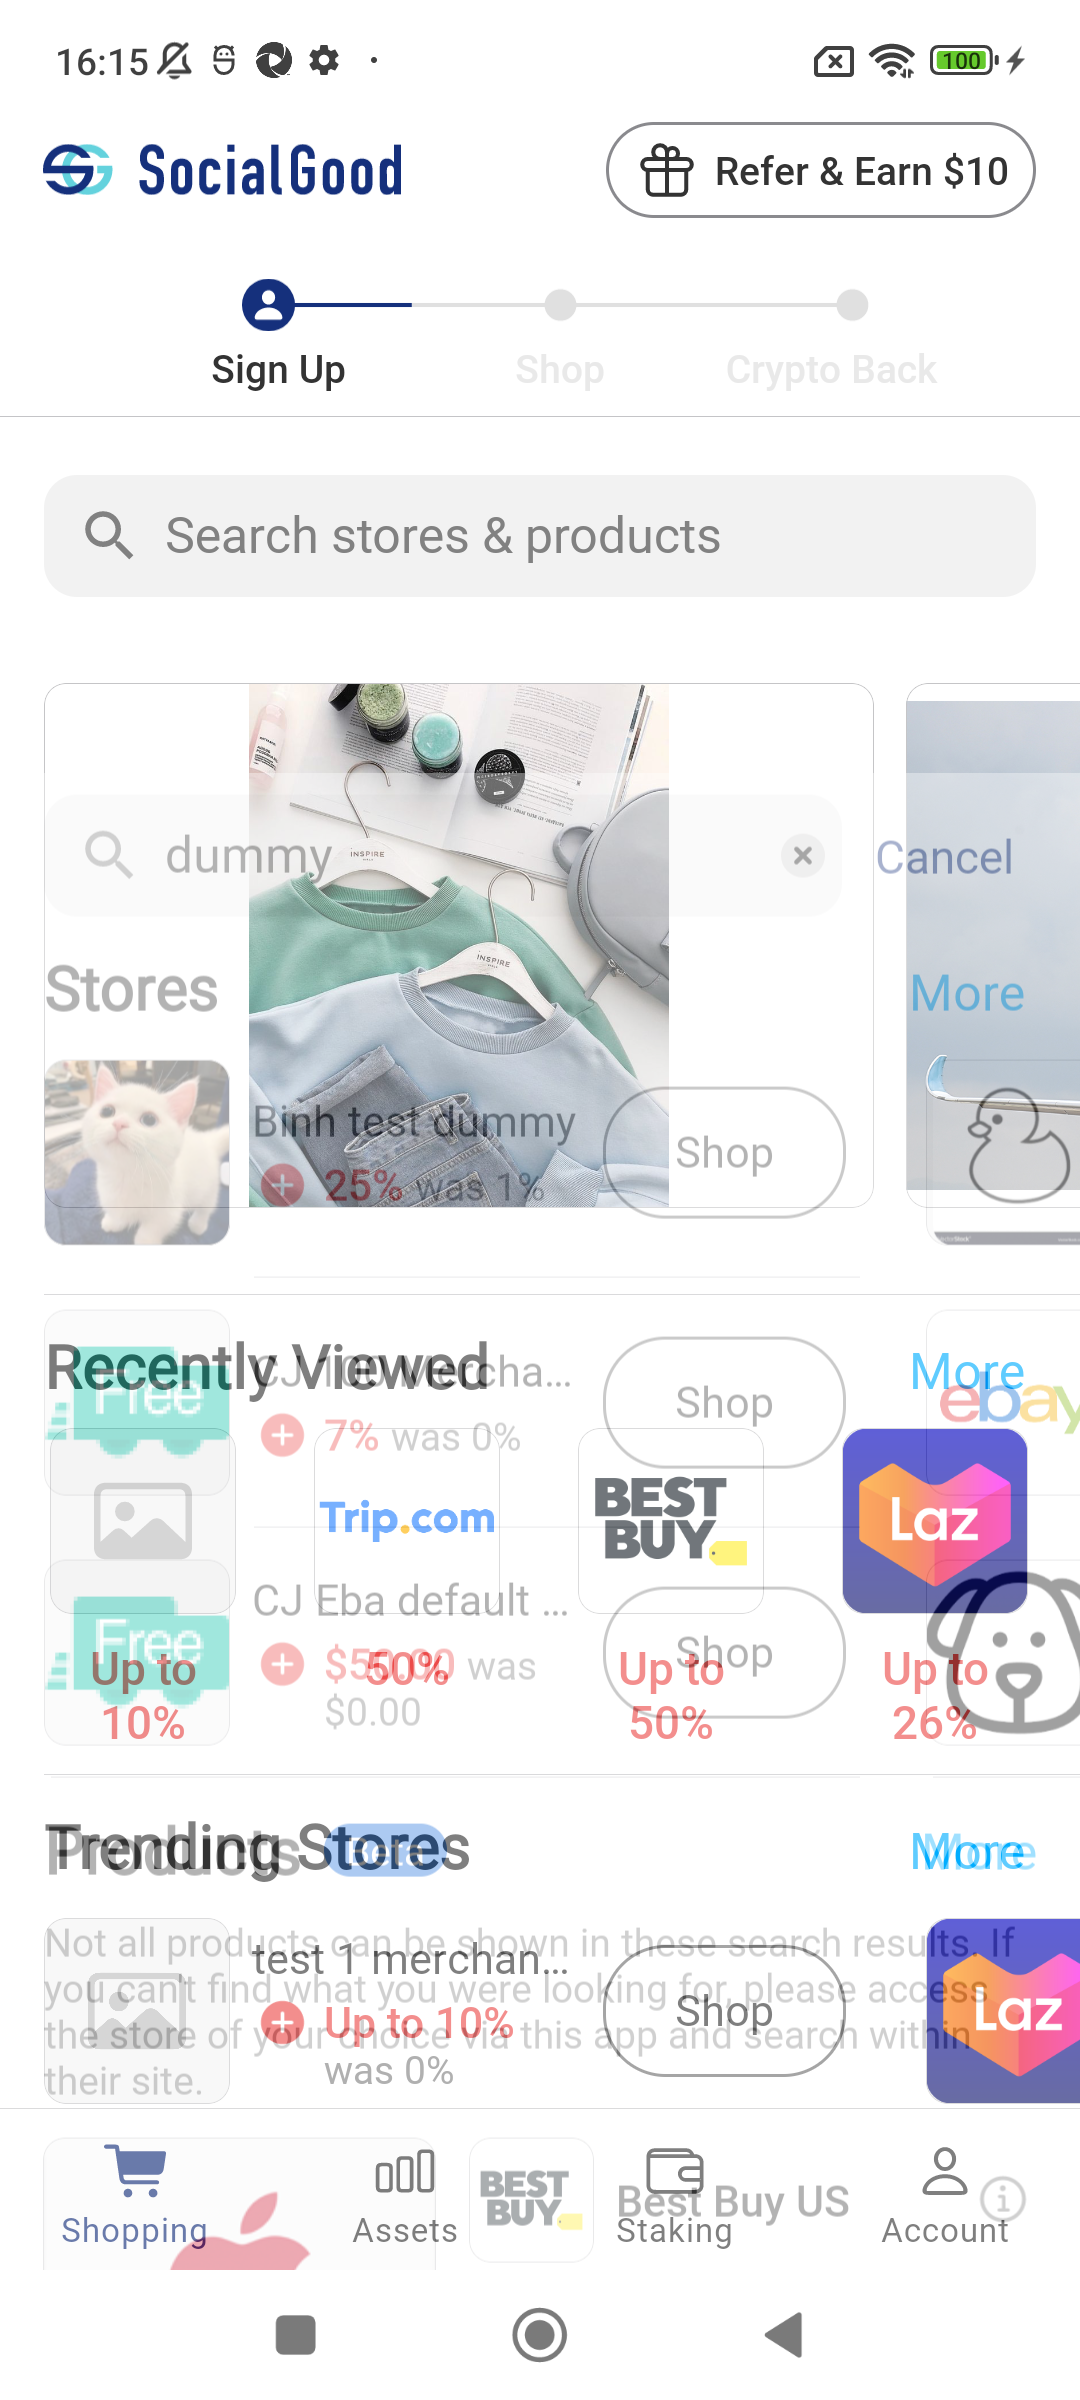 16:15
100
SocialGood
Refer & Earn $10
Sign Up
Shop
Crypto Back
Search stores & products
dummy
Cancel
INSPIRE
INSPIRE
Stores
More
Binh test dummy
25% was 1%
Shop
Recently Viewed
More
Free
CJ
Mercha...
7% was 0%
Shop
ebay
Trip.com
BEST
BUY
Laz
CJ Eba default ...
Free
$50.00 was
$0.00
Shop
Up to
10%
50%
Up to
50%
Up to
26%
Trending Stores
More
Products
Beta
More
Not all products can be shown in these search results. If
you can't find what you were looking for, please access
the store of your choice via this app and search within
their site.
test 1 merchan...
Up to 10%
was 0%
Shop
Laz
BEST
BUY
Best Buy US
Shopping
Assets
Staking
Account